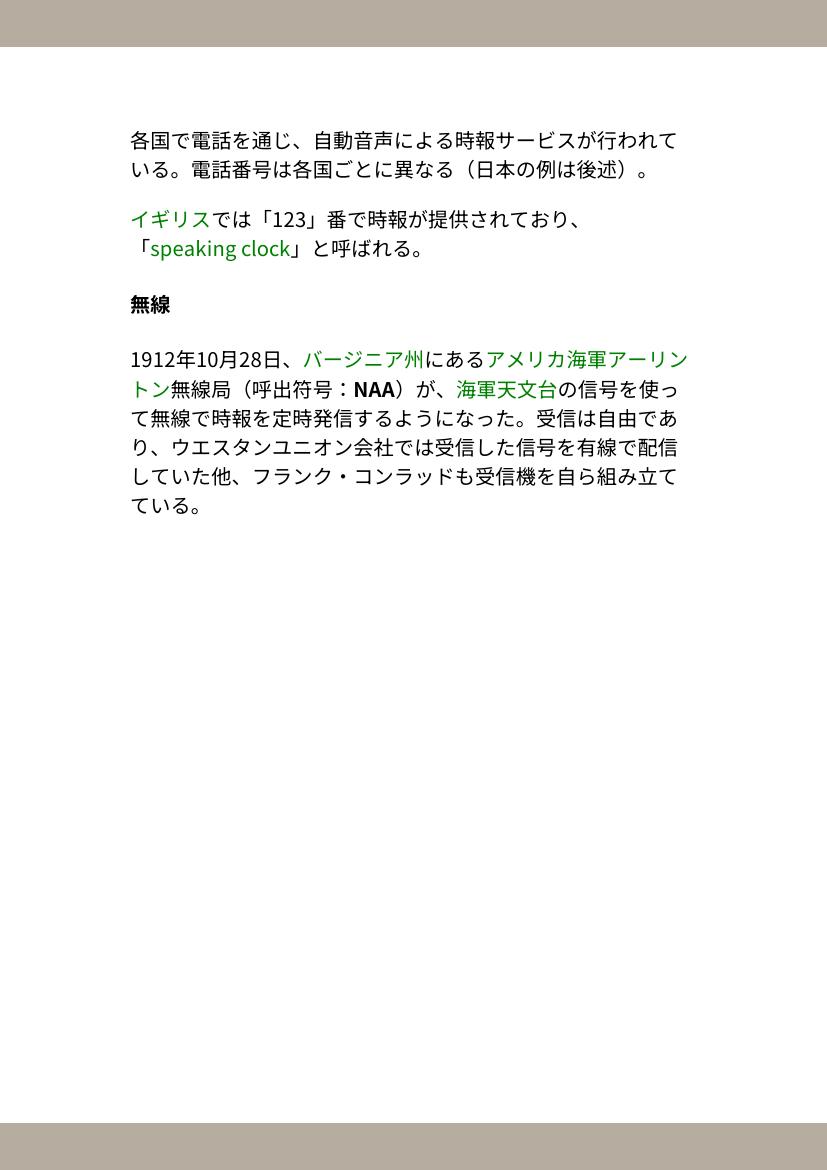 各国で電話を通じ、自動音声による時報サービスが行われて
いる。電話番号は各国ごとに異なる（日本の例は後述）。
イギリスでは「123」番で時報が提供されており、
「speaking clock」と呼ばれる。
無線
1912年10月28日、バージニア州にあるアメリカ海軍アーリン
トン無線局（呼出符号：NAA）が、海軍天文台の信号を使っ
て無線で時報を定時発信するようになった。受信は自由であ
り、ウエスタンユニオン会社では受信した信号を有線で配信
していた他、フランク・コンラッドも受信機を自ら組み立て
ている。